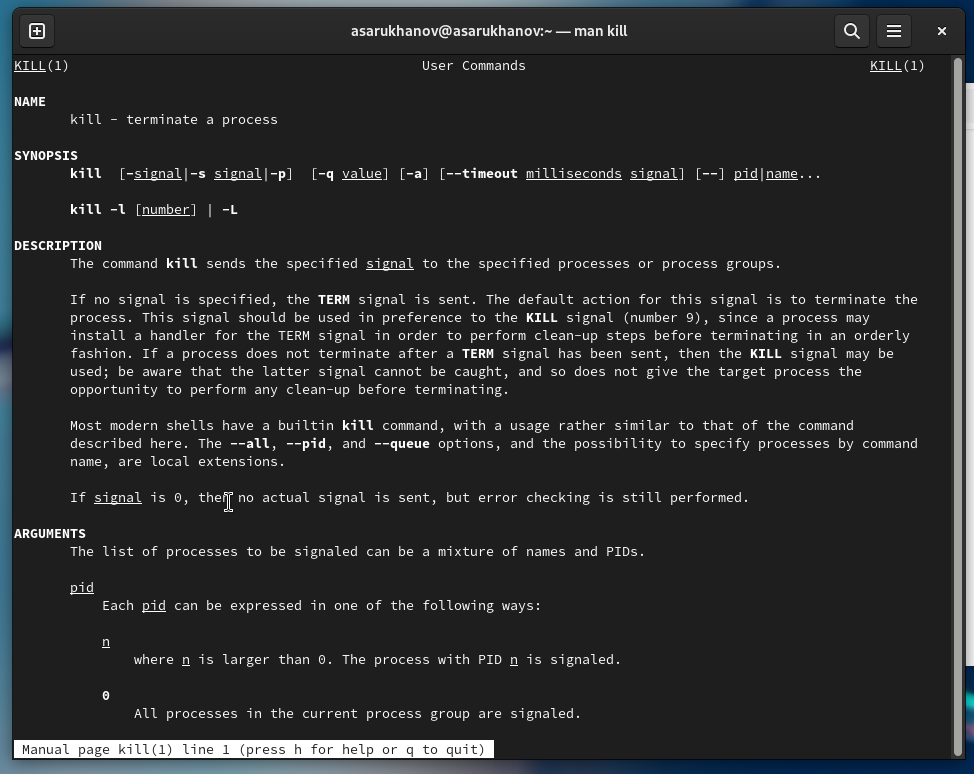 asarukhanov@asarukhanov:~ — man kill
KILL(1) User Commands KILL(1)
NAME
kill - terminate a process
SYNOPSIS
kill [-signal|-s signal|-p] [-q value] [-a] [--timeout milliseconds signal] [--] pid|name...
kill -l [number] | -L
DESCRIPTION
The command kill sends the specified signal to the specified processes or process groups.
If no signal is specified, the TERM signal is sent. The default action for this signal is to terminate the
process. This signal should be used in preference to the KILL signal (number 9), since a process may
install a handler for the TERM signal in order to perform clean-up steps before terminating in an orderly
fashion. If a process does not terminate after a TERM signal has been sent, then the KILL signal may be
used; be aware that the latter signal cannot be caught, and so does not give the target process the
opportunity to perform any clean-up before terminating.
Most modern shells have a builtin kill command, with a usage rather similar to that of the command
described here. The --all, --pid, and --queue options, and the possibility to specify processes by command
name, are local extensions.
If signal is 0, then no actual signal is sent, but error checking is still performed.
ARGUMENTS
The list of processes to be signaled can be a mixture of names and PIDs.
pid
Each pid can be expressed in one of the following ways:
n
where n is larger than 0. The process with PID n is signaled.
0
All processes in the current process group are signaled.
Manual page kill(1) line 1 (press h for help or q to quit)